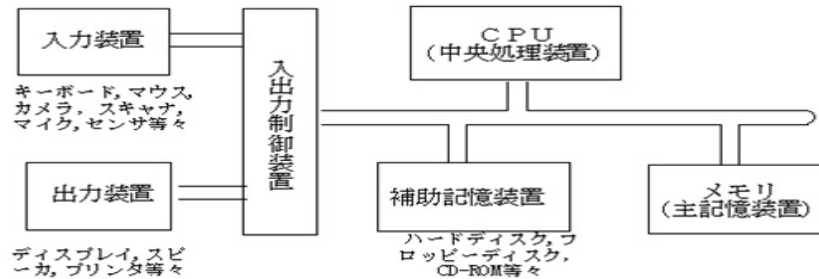 入力装置
キーボード,マウス,
カメラ,スキャナ,
マイク,センサ等々
出力装置
ディスプレイ,スピ
ーカ,プリンタ等々
入出力制御装置
CPU
(中央処理装置)
補助記憶装置
ハードディスク,フ
ロッピーディスク,
CD-ROM等々
メモリ
(主記憶装置)